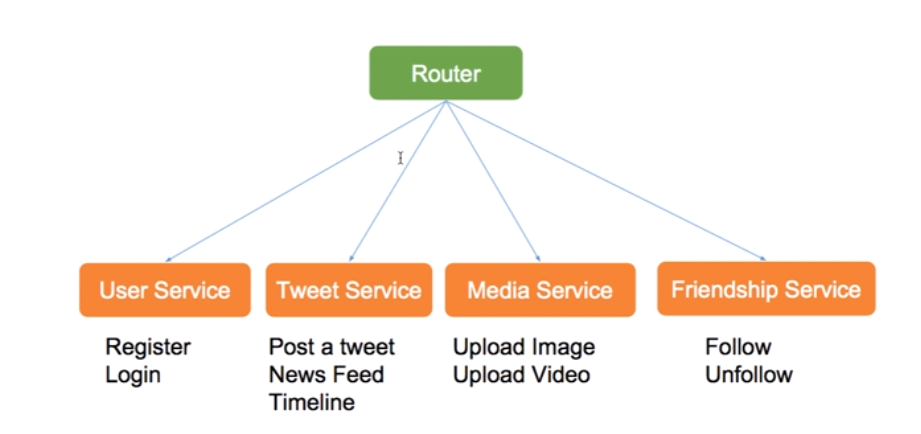 Router
User Service
Tweet Service
Media Service
Friendship Service
Register
Login
Post a tweet
News Feed
Timeline
Upload Image
Upload Video
Follow
Unfollow